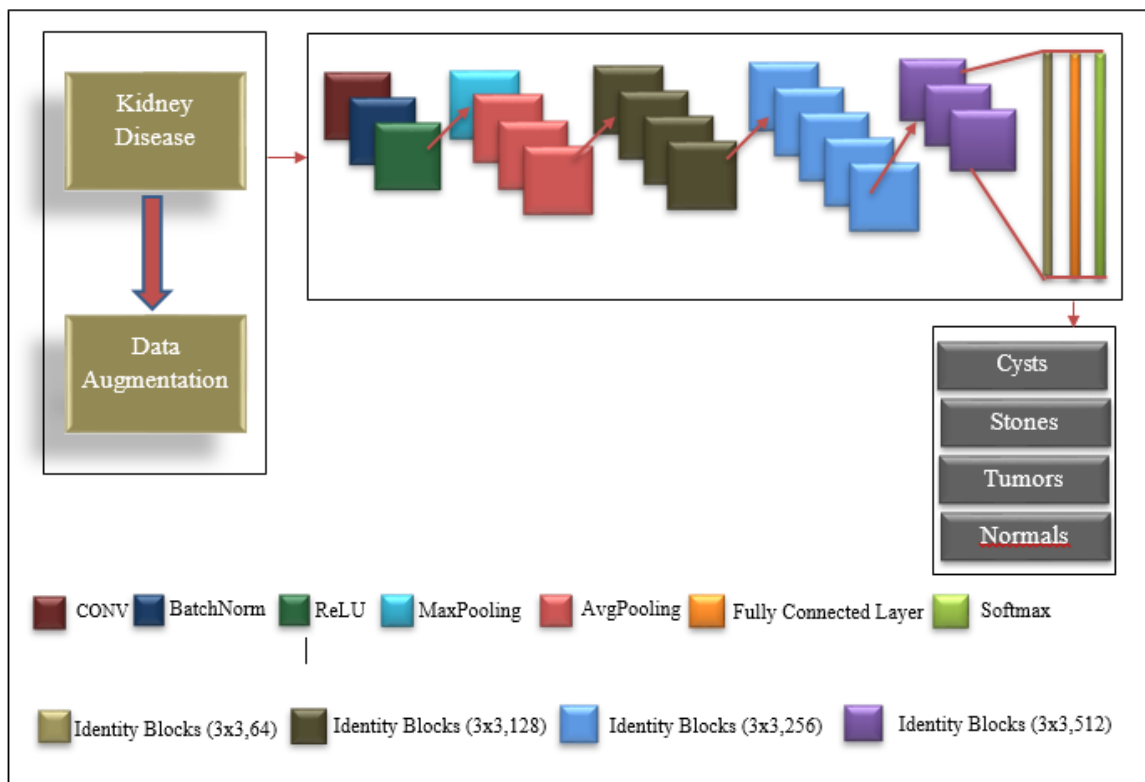 Kidney
Disease
Data
Augmentation
Cysts
Stones
Tumors
Normals
CONV
BatchNorm
ReLU
MaxPooling
AvgPooling
Fully Connected Layer
Softmax
Identity Blocks (3x3,64)
Identity Blocks (3x3,128)
Identity Blocks (3x3,256)
Identity Blocks (3x3,512)